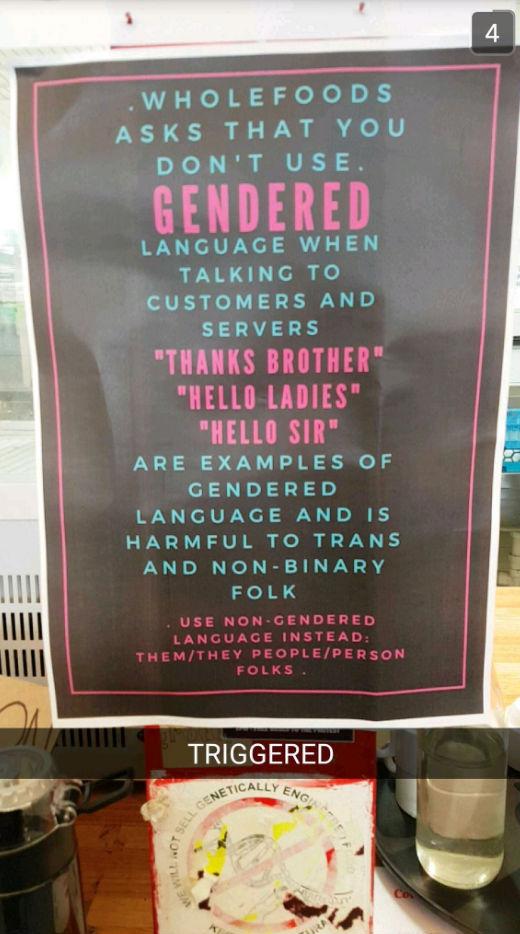 4
.WHOLEFOODS
ASKS THAT YOU
DON'T USE.
GENDERED
LANGUAGE WHEN
TALKING TO
CUSTOMERS AND
SERVERS
"THANKS BROTHER"
"HELLO LADIES"
"HELLO SIR"
ARE EXAMPLES OF
GENDERED
LANGUAGE AND IS
HARMFUL TO TRANS
AND NON-BINARY
FOLK
. USE NON-GENDERED
LANGUAGE INSTEAD:
THEM/THEY PEOPLE/PERSON
FOLKS .
TRIGGERED
WE WILL NOT SELL GENETICALLY